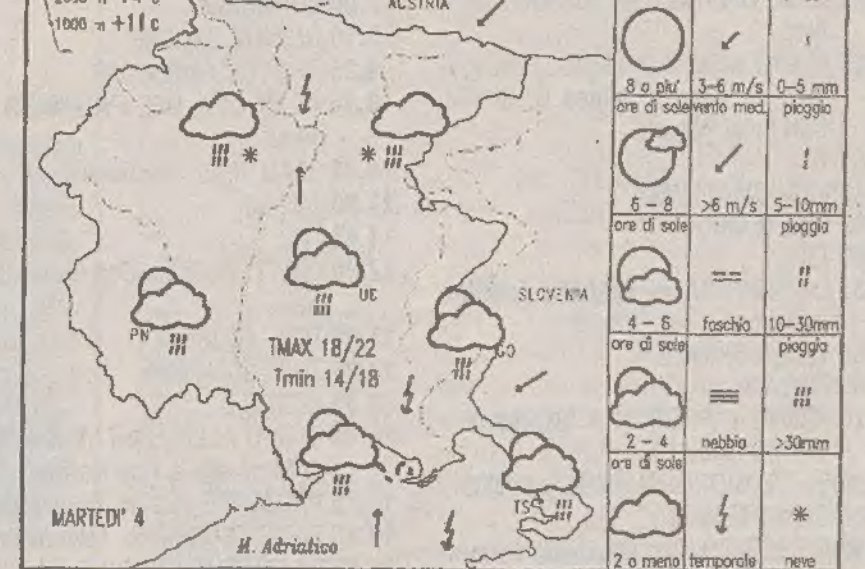 1000 m +11 c
AUSTRIA
SLOVENIA
UD
PN
GO
TS
TMAX 18/22
Tmin 14/18
MARTEDI' 4
M. Adriatico
8 o piu' 3-6 m/s 0-5 mm
ore di sole vento med. pioggia
6 - 8 >6 m/s 5-10mm
ore di sole pioggia
4 - 6 foschia 10-30mm
ore di sole pioggia
2 - 4 nebbia >30mm
ore di sole
2 o meno temporale neve